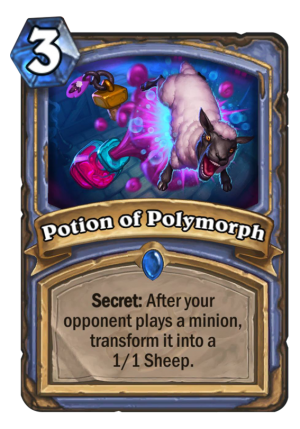 3
Potion of Polymorph
Secret: After your
opponent plays a minion,
transform it into a
1/1 Sheep.